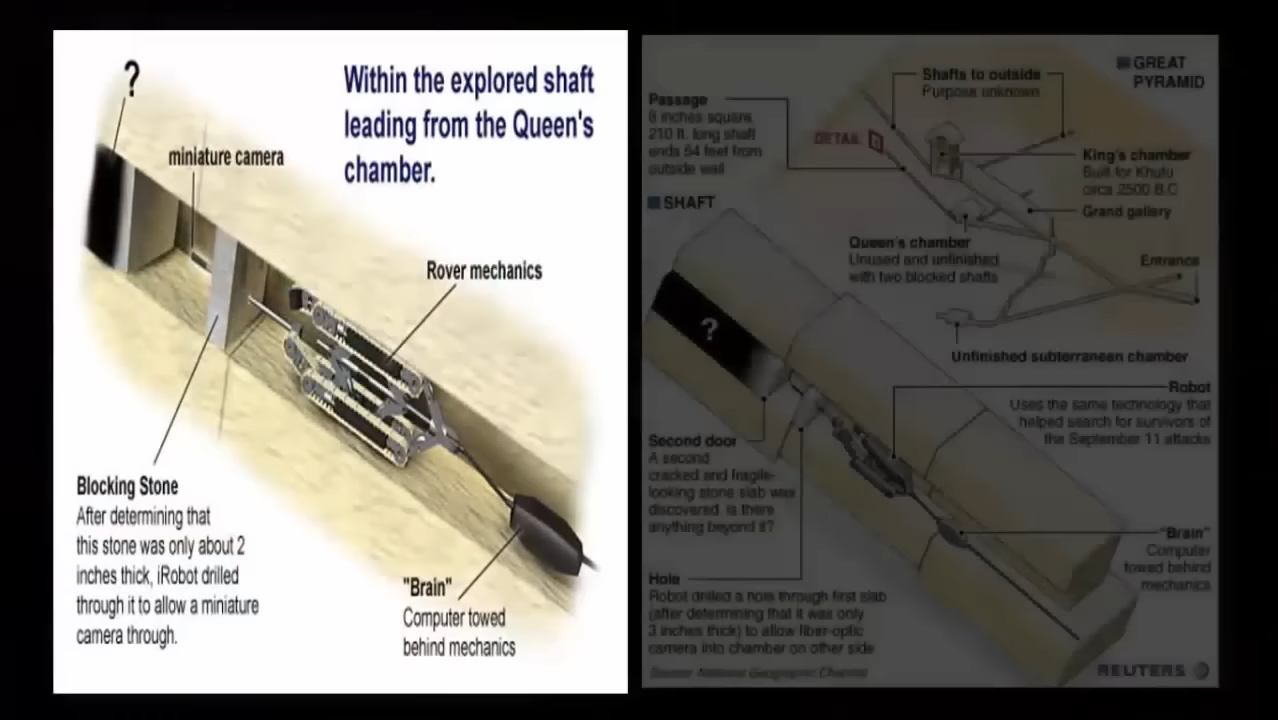 ?
Within the explored shaft
leading from the Queen's
chamber.
miniature camera
Rover mechanics
Blocking Stone
After determining that
this stone was only about 2
inches thick, iRobot drilled
through it to allow a miniature
camera through.
"Brain"
Computer towed
behind mechanics
GREAT
PYRAMID
Shafts to outside
Purpose unknown
Passage
8 inches square,
210 ft. long shaft
ends 54 feet from
outside wall
DETAIL
King's chamber
Built for Khufu
circa 2500 B.C
Grand gallery
SHAFT
Queen's chamber
Unused and unfinished
with two blocked shafts
Entrance
?
Unfinished subterranean chamber
Robot
Uses the same technology that
helped search for survivors of
the September 11 attacks
Second door
A second
cracked and fragile-
looking stone slab was
discovered. Is there
anything beyond it?
"Brain"
Computer
towed behind
mechanics
Hole
Robot drilled a hole through first slab
(after determining that it was only
3 inches thick) to allow fiber-optic
camera into chamber on other side
Source: National Geographic Channel
REUTERS